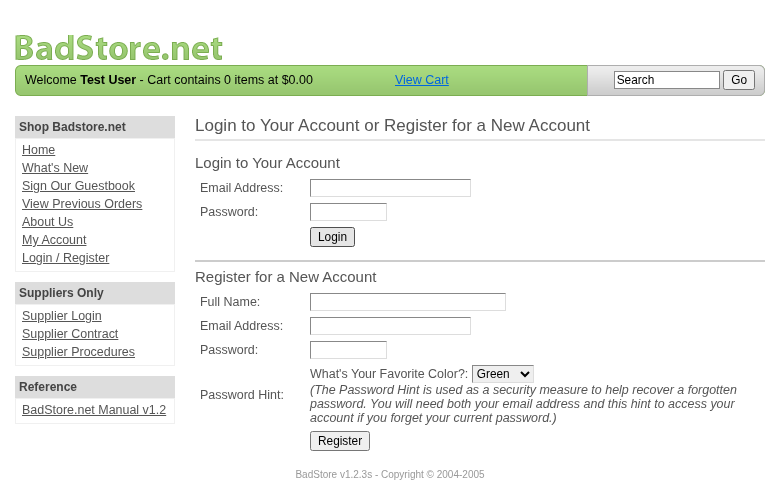 BadStore.net
Welcome Test User - Cart contains 0 items at $0.00 View Cart Search Go
Shop Badstore.net
Home
What's New
Sign Our Guestbook
View Previous Orders
About Us
My Account
Login / Register
Suppliers Only
Supplier Login
Supplier Contract
Supplier Procedures
Reference
BadStore.net Manual v1.2
Login to Your Account or Register for a New Account
Login to Your Account
Email Address:
Password:
Login
Register for a New Account
Full Name:
Email Address:
Password:
What's Your Favorite Color?: Green
Password Hint:
(The Password Hint is used as a security measure to help recover a forgotten
password. You will need both your email address and this hint to access your
account if you forget your current password.)
Register
BadStore v1.2.3s - Copyright © 2004-2005